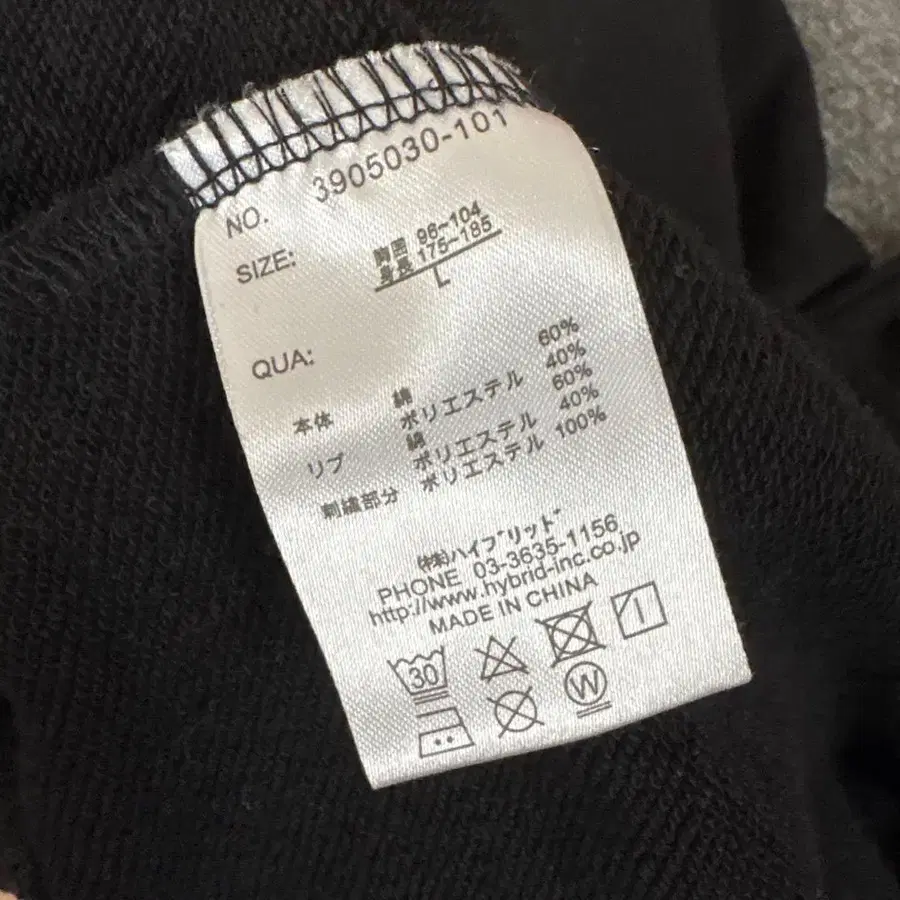 NO. 3905030-101
SIZE: 胸囲 96~104
身長 175~185
L
QUA:
本体 綿 60%
ポリエステル 40%
リブ 綿 60%
ポリエステル 40%
刺繍部分 ポリエステル 100%
㈱ハイブリッド
PHONE 03-3635-1156
http://www.hybrid-inc.co.jp
MADE IN CHINA
30
W